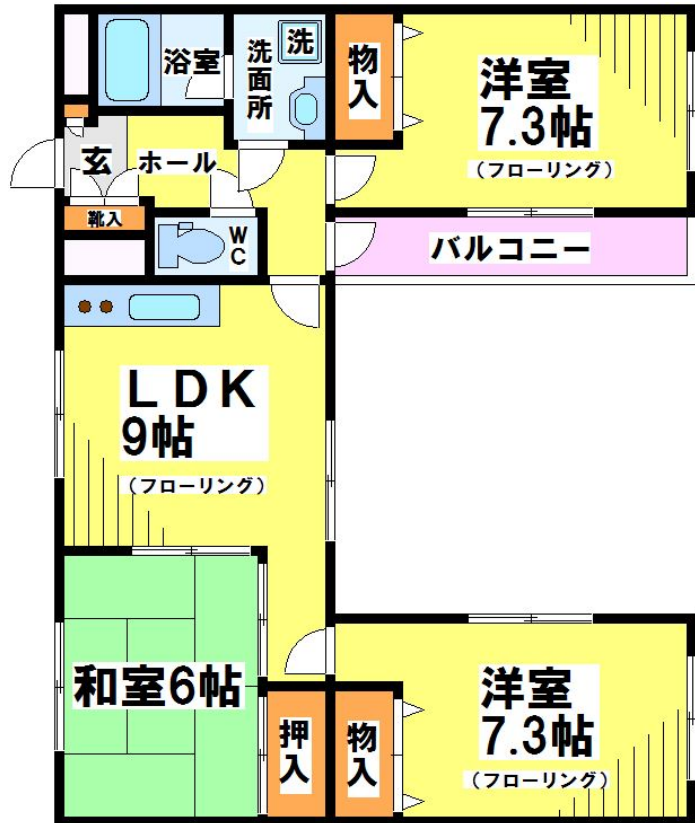 浴室
洗
洗面所
物入
洋室
7.3帖
(フローリング)
玄
ホール
靴入
WC
バルコニー
LDK
9帖
(フローリング)
和室6帖
押入
物入
洋室
7.3帖
(フローリング)